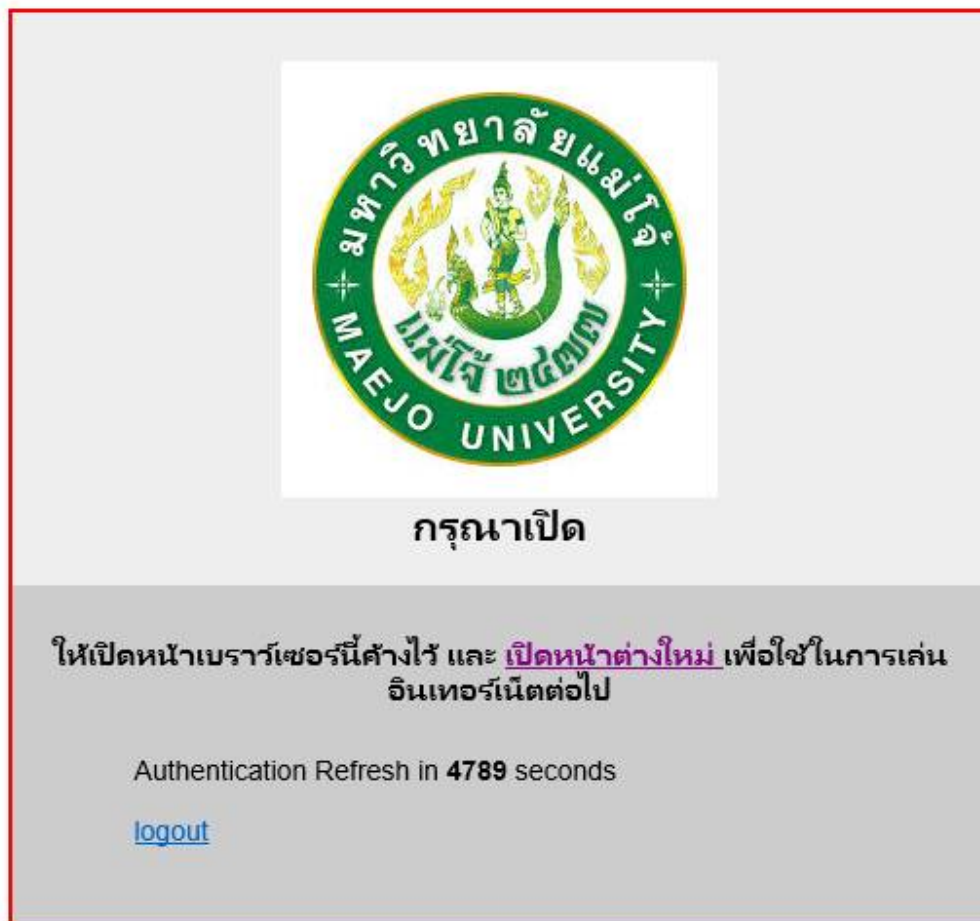 มหาวิทยาลัยแม่โจ้
แม่โจ้ ๒๔๗๗
MAEJO UNIVERSITY
กรุณาเปิด
ให้เปิดหน้าเบราว์เซอร์นี้ค้างไว้ และ เปิดหน้าต่างใหม่ เพื่อใช้ในการเล่น
อินเทอร์เน็ตต่อไป
Authentication Refresh in 4789 seconds
logout